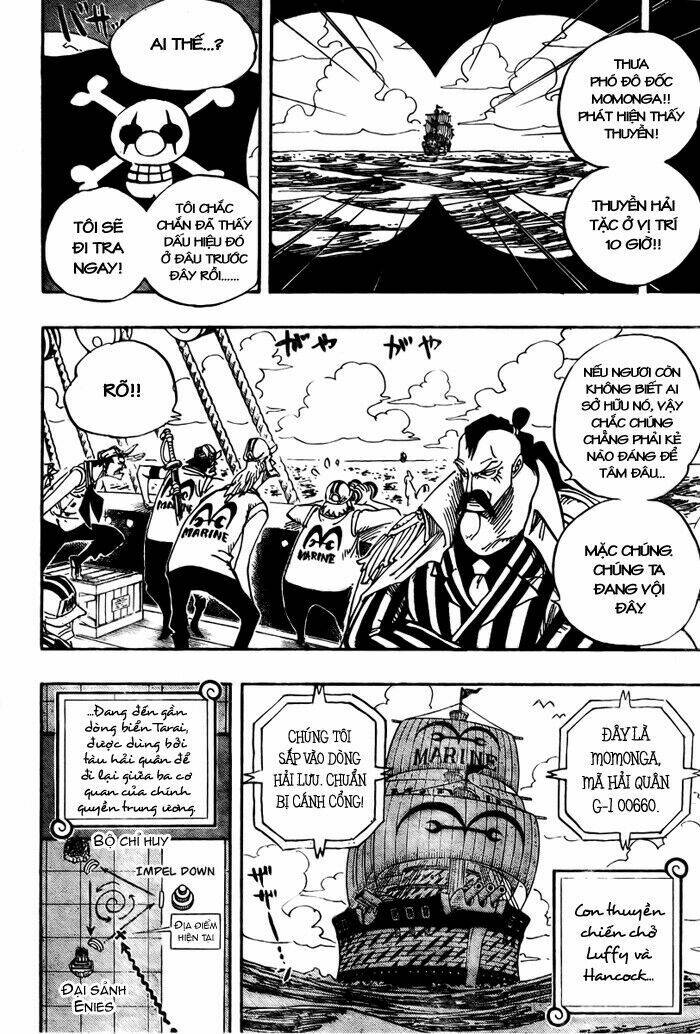 THƯA
PHÓ ĐÔ ĐỐC
MOMONGA!!
PHÁT HIỆN THẤY
THUYỀN!
THUYỀN HẢI
TẶC Ở VỊ TRÍ
10 GIỜ!!
AI THẾ...?
TÔI CHẮC
CHẮN ĐÃ THẤY
DẤU HIỆU ĐÓ
Ở ĐÂU TRƯỚC
ĐÂY RỒI......
TÔI SẼ
ĐI TRA
NGAY!
NẾU NGƯƠI CÒN
KHÔNG BIẾT AI
SỞ HỮU NÓ, VẬY
CHẮC CHÚNG
CHẲNG PHẢI KẺ
NÀO ĐÁNG ĐỂ
TÂM ĐÂU...
MẶC CHÚNG.
CHÚNG TA
ĐANG VỘI
ĐÂY
ガヤ
ガヤ
RÕ!!
MARINE
MARINE
MARINE
ĐÂY LÀ
MOMONGA,
MÃ HẢI QUÂN
G-1 00660.
CHÚNG TÔI
SẮP VÀO DÒNG
HẢI LƯU. CHUẨN
BỊ CÁNH CỔNG!
MARINE
Con thuyền
chiến chở
Luffy và
Hancock...
...Đang đến gần
dòng biển Tarai,
được dùng bởi
tàu hải quân để
đi lại giữa ba cơ
quan của chính
quyền trung ương.
BỘ CHỈ HUY
IMPEL DOWN
ĐỊA ĐIỂM
HIỆN TẠI
ĐẠI SẢNH
ENIES